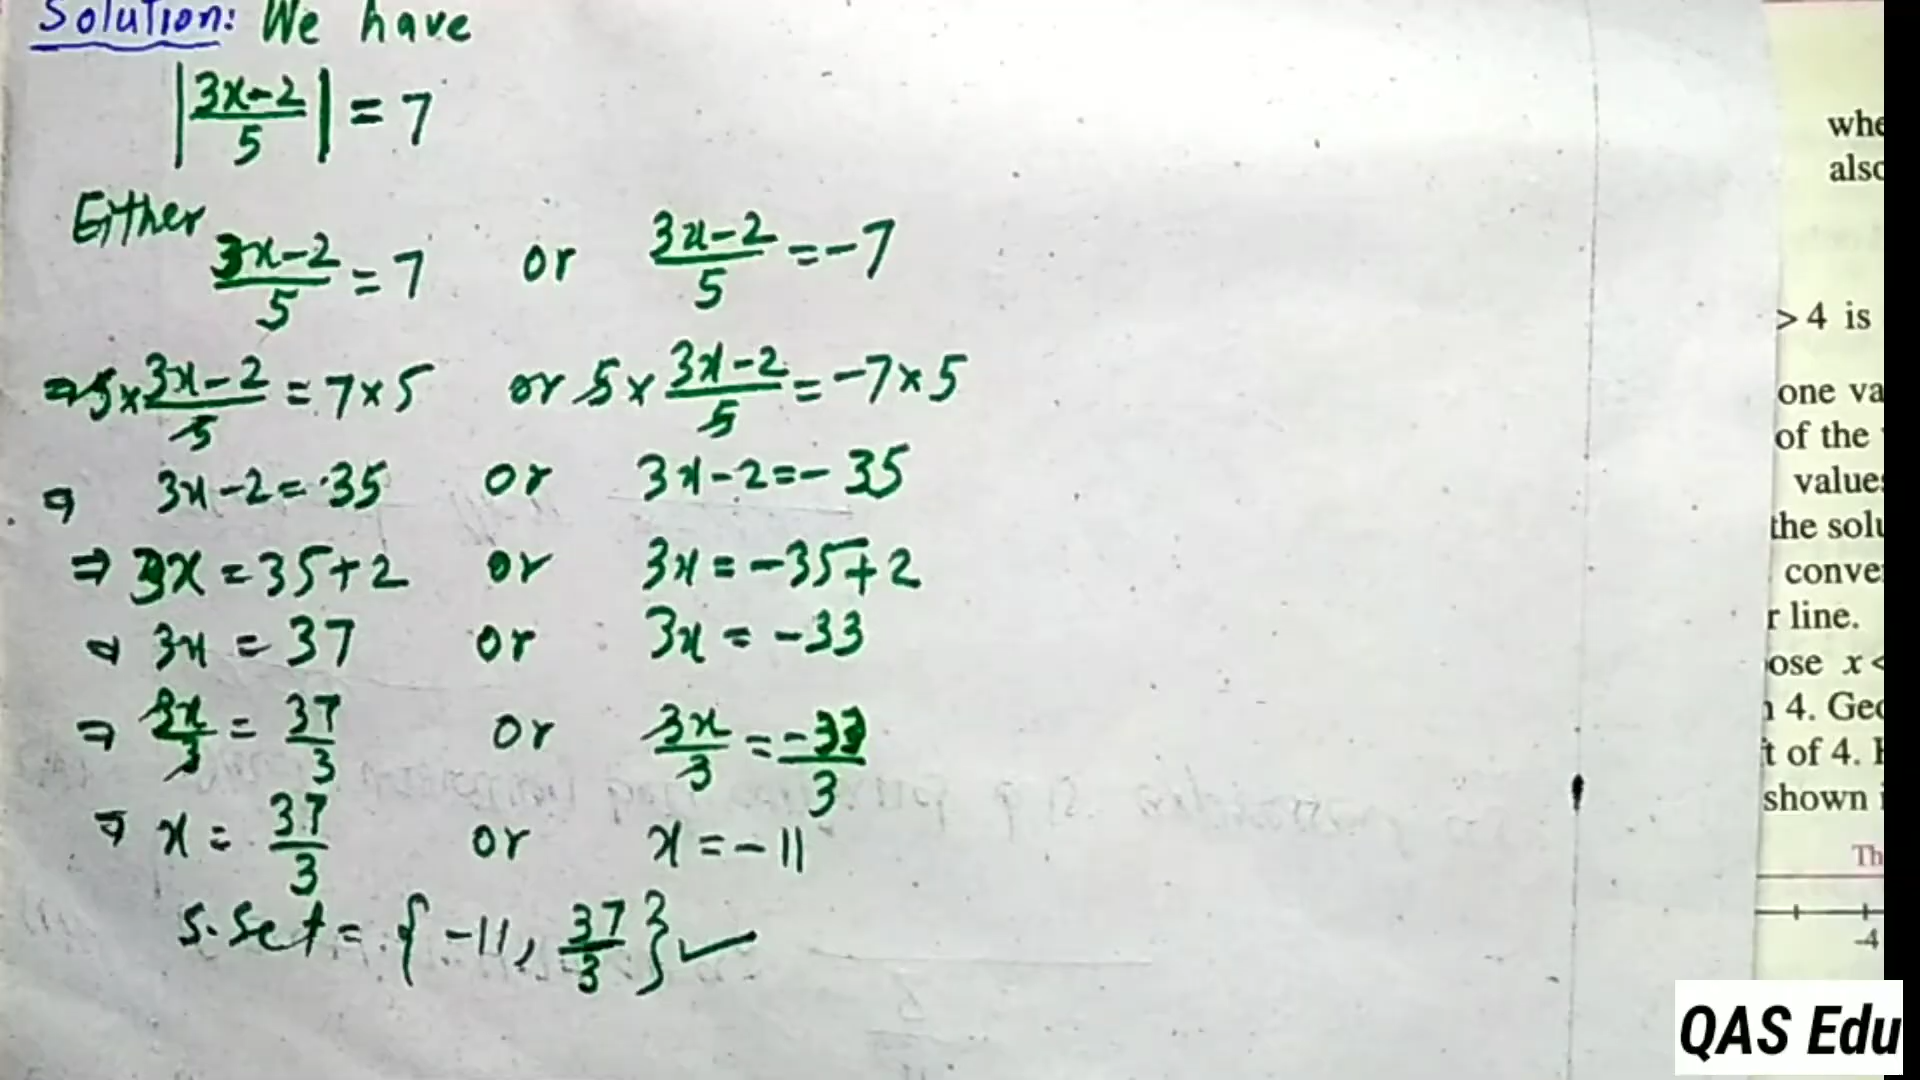 Solution: We have
|3x-2/5| = 7
Either
3x-2/5 = 7 or 3x-2/5 = -7
⇒ 5×3x-2/5 = 7×5 or 5×3x-2/5 = -7×5
⇒ 3x-2 = 35 or 3x-2 = -35
⇒ 3x = 35+2 or 3x = -35+2
⇒ 3x = 37 or 3x = -33
⇒ 3x/3 = 37/3 or 3x/3 = -33/3
⇒ x = 37/3 or x = -11
S.Set = {-11, 37/3}
whe
also
> 4 is
one va
of the
values
the solu
conve
r line.
ose x <
4. Geo
t of 4.
shown
Th
-4
QAS Edu